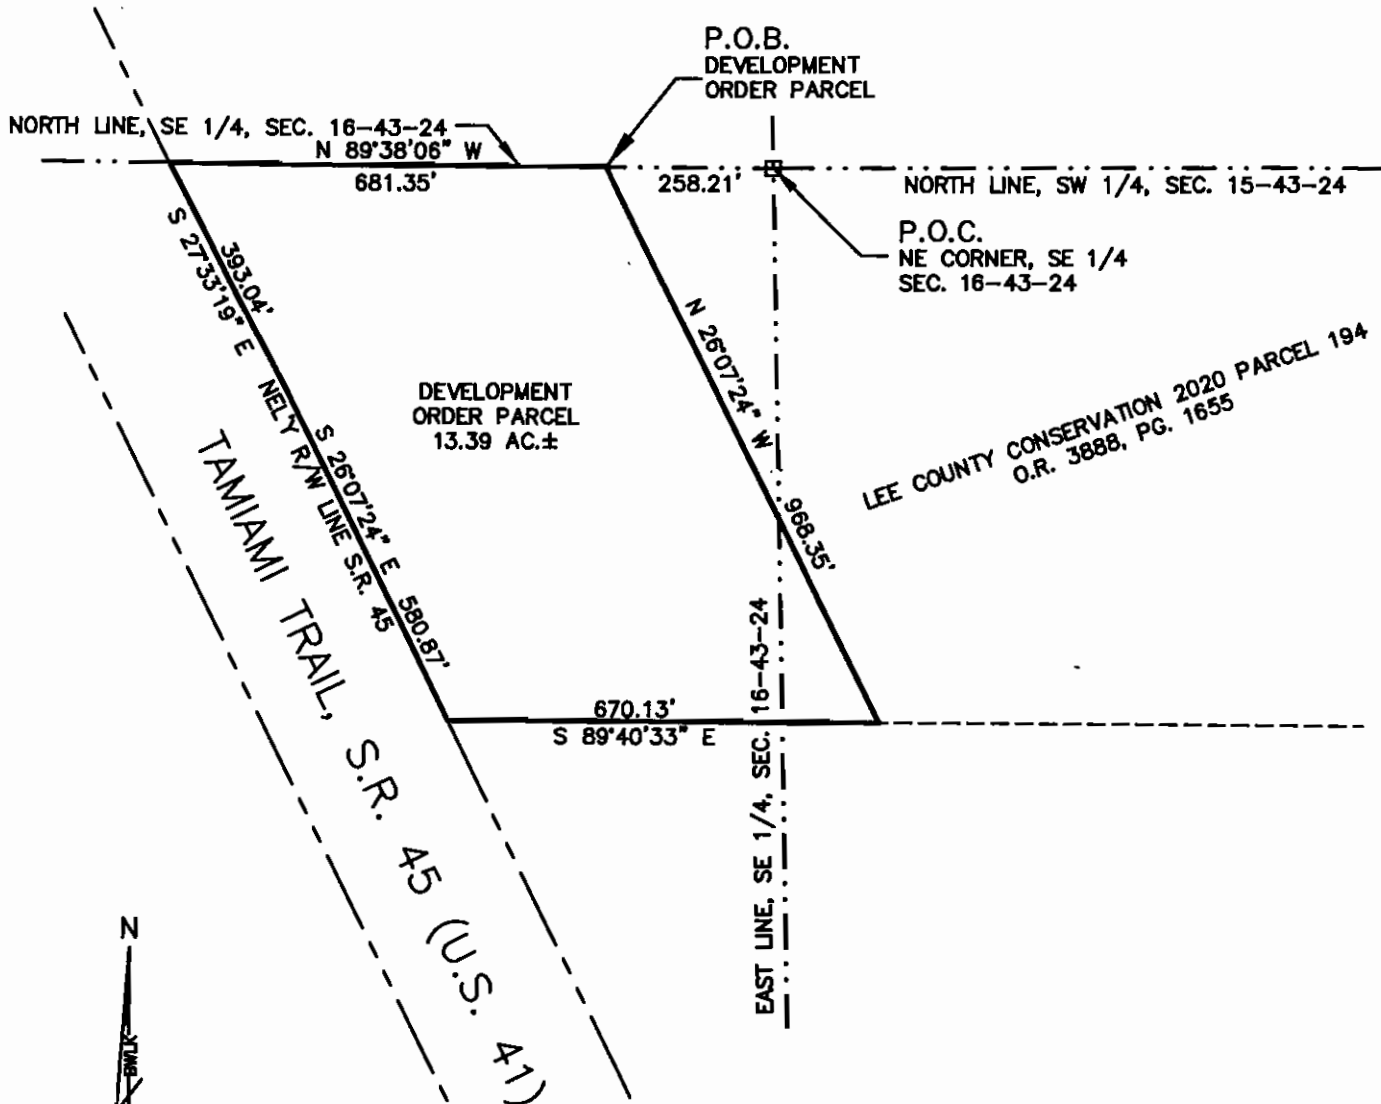 P.O.B.
DEVELOPMENT
ORDER PARCEL
NORTH LINE, SE 1/4, SEC. 16-43-24
N 89°38'06" W
681.35'
258.21'
NORTH LINE, SW 1/4, SEC. 15-43-24
P.O.C.
NE CORNER, SE 1/4
SEC. 16-43-24
393.04'
S 27°33'19" E
NEL'Y R/W LINE S.R. 45
S 26°07'24" E 580.87'
DEVELOPMENT
ORDER PARCEL
13.39 AC.±
N 26°07'24" W
968.35'
LEE COUNTY CONSERVATION 2020 PARCEL 194
O.R. 3888, PG. 1655
TAMIAMI TRAIL, S.R. 45 (U.S. 41)
670.13'
S 89°40'33" E
EAST LINE, SE 1/4, SEC. 16-43-24
N
BWLK